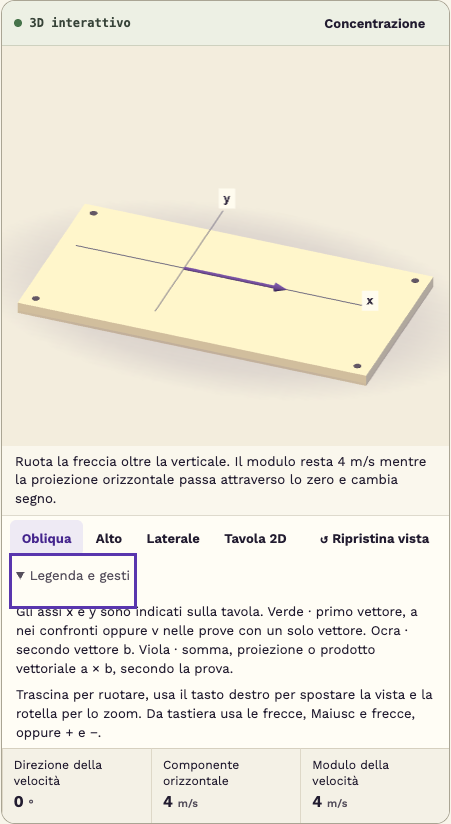 3D interattivo
Concentrazione
y
x
Ruota la freccia oltre la verticale. Il modulo resta 4 m/s mentre
la proiezione orizzontale passa attraverso lo zero e cambia
segno.
Obliqua Alto Laterale Tavola 2D ↺ Ripristina vista
▼ Legenda e gesti
Gli assi x e y sono indicati sulla tavola. Verde · primo vettore, a
nei confronti oppure v nelle prove con un solo vettore. Ocra ·
secondo vettore b. Viola · somma, proiezione o prodotto
vettoriale a × b, secondo la prova.
Trascina per ruotare, usa il tasto destro per spostare la vista e la
rotella per lo zoom. Da tastiera usa le frecce, Maiusc e frecce,
oppure + e −.
Direzione della
velocità
0 °
Componente
orizzontale
4 m/s
Modulo della
velocità
4 m/s